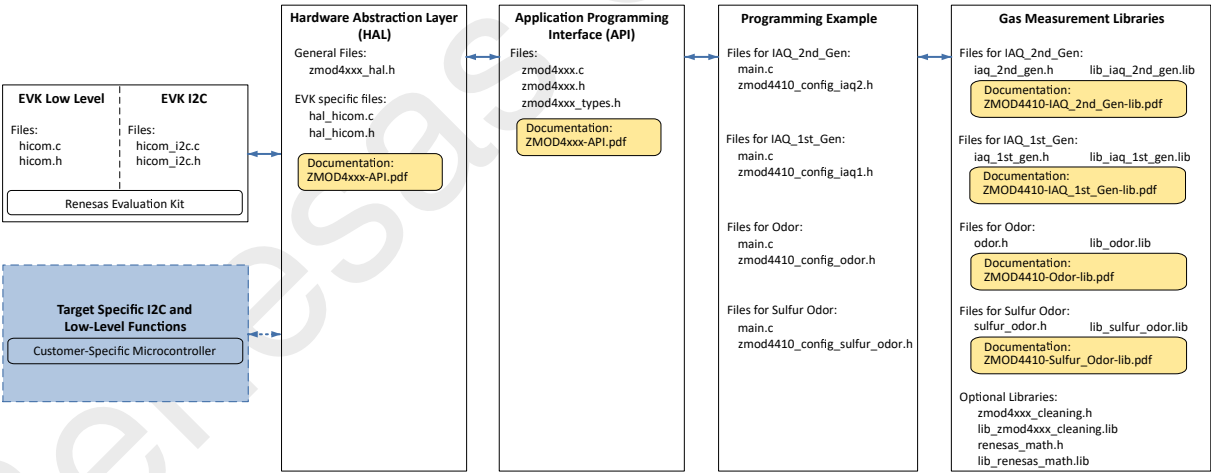 EVK Low Level
Files:
hicom.c
hicom.h
EVK I2C
Files:
hicom_i2c.c
hicom_i2c.h
Renesas Evaluation Kit
Target Specific I2C and
Low-Level Functions
Customer-Specific Microcontroller
Hardware Abstraction Layer
(HAL)
General Files:
zmod4xxx_hal.h
EVK specific files:
hal_hicom.c
hal_hicom.h
Documentation:
ZMOD4xxx-API.pdf
Application Programming
Interface (API)
Files:
zmod4xxx.c
zmod4xxx.h
zmod4xxx_types.h
Documentation:
ZMOD4xxx-API.pdf
Programming Example
Files for IAQ_2nd_Gen:
main.c
zmod4410_config_iaq2.h
Files for IAQ_1st_Gen:
main.c
zmod4410_config_iaq1.h
Files for Odor:
main.c
zmod4410_config_odor.h
Files for Sulfur Odor:
main.c
zmod4410_config_sulfur_odor.h
Gas Measurement Libraries
Files for IAQ_2nd_Gen:
iaq_2nd_gen.h lib_iaq_2nd_gen.lib
Documentation:
ZMOD4410-IAQ_2nd_Gen-lib.pdf
Files for IAQ_1st_Gen:
iaq_1st_gen.h lib_iaq_1st_gen.lib
Documentation:
ZMOD4410-IAQ_1st_Gen-lib.pdf
Files for Odor:
odor.h lib_odor.lib
Documentation:
ZMOD4410-Odor-lib.pdf
Files for Sulfur Odor:
sulfur_odor.h lib_sulfur_odor.lib
Documentation:
ZMOD4410-Sulfur_Odor-lib.pdf
Optional Libraries:
zmod4xxx_cleaning.h
lib_zmod4xxx_cleaning.lib
renesas_math.h
lib_renesas_math.lib
enesas